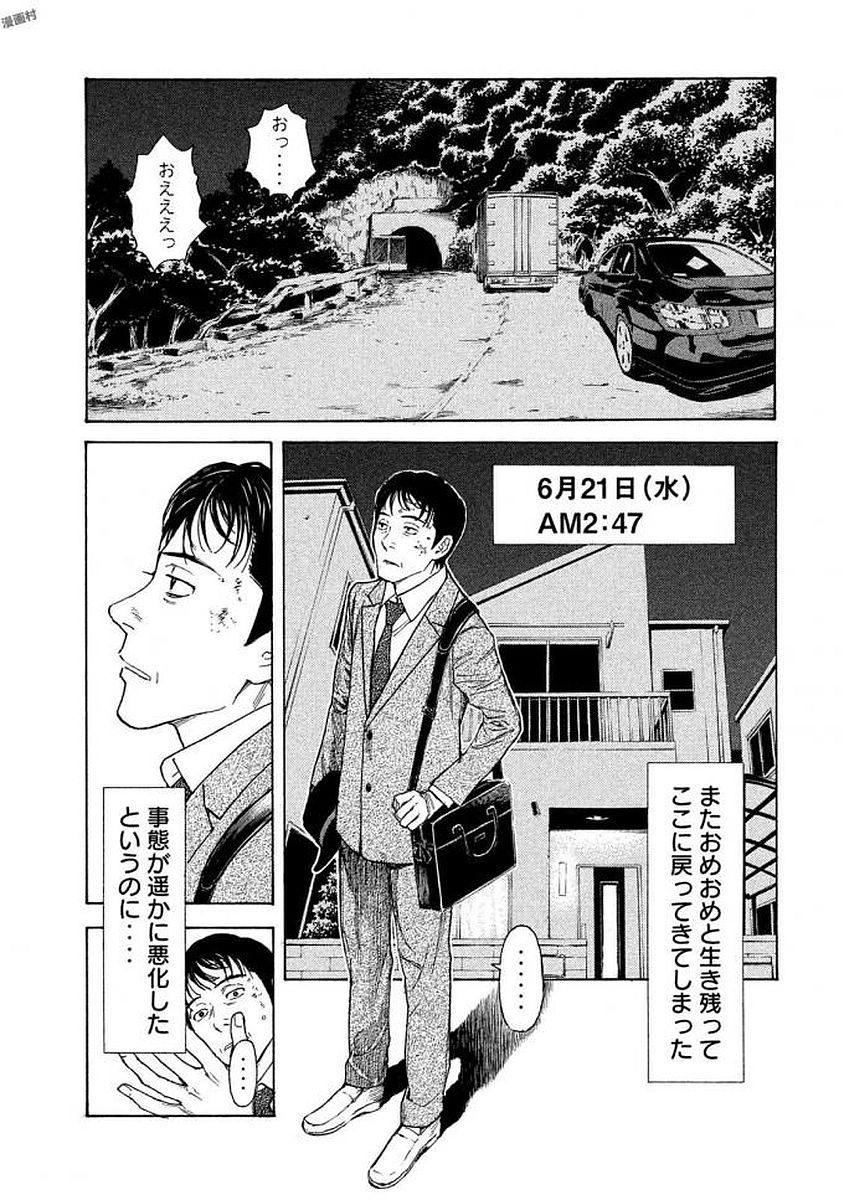 漫画村
おっ‥‥
おええええっ
6月21日(水)
AM2:47
またおめおめと生き残って
ここに戻ってきてしまった
‥‥‥
事態が遥かに悪化した
というのに‥‥
‥‥